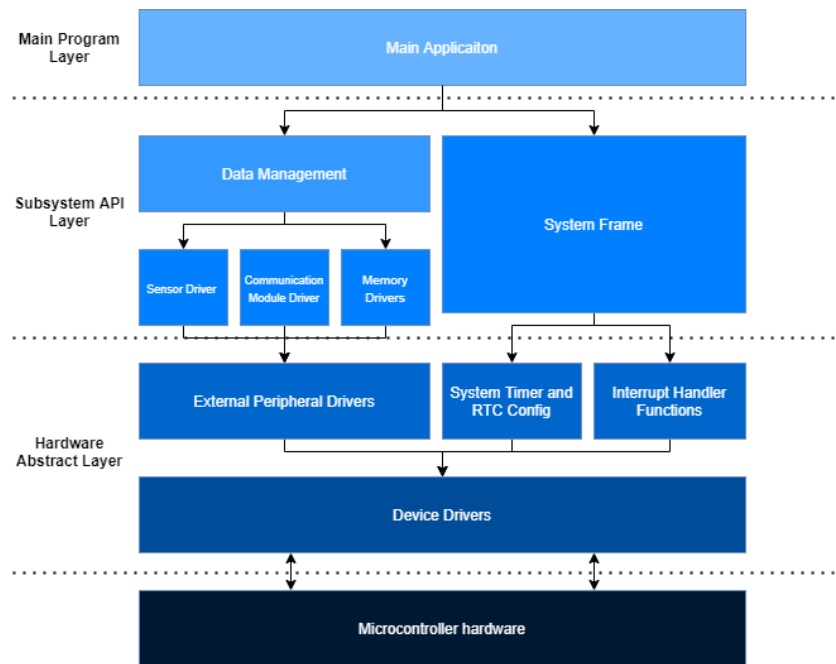 Main Program
Layer
Main Applicaiton
Subsystem API
Layer
Data Management
System Frame
Sensor Driver
Communication
Module Driver
Memory
Drivers
Hardware
Abstract Layer
External Peripheral Drivers
System Timer and
RTC Config
Interrupt Handler
Functions
Device Drivers
Microcontroller hardware